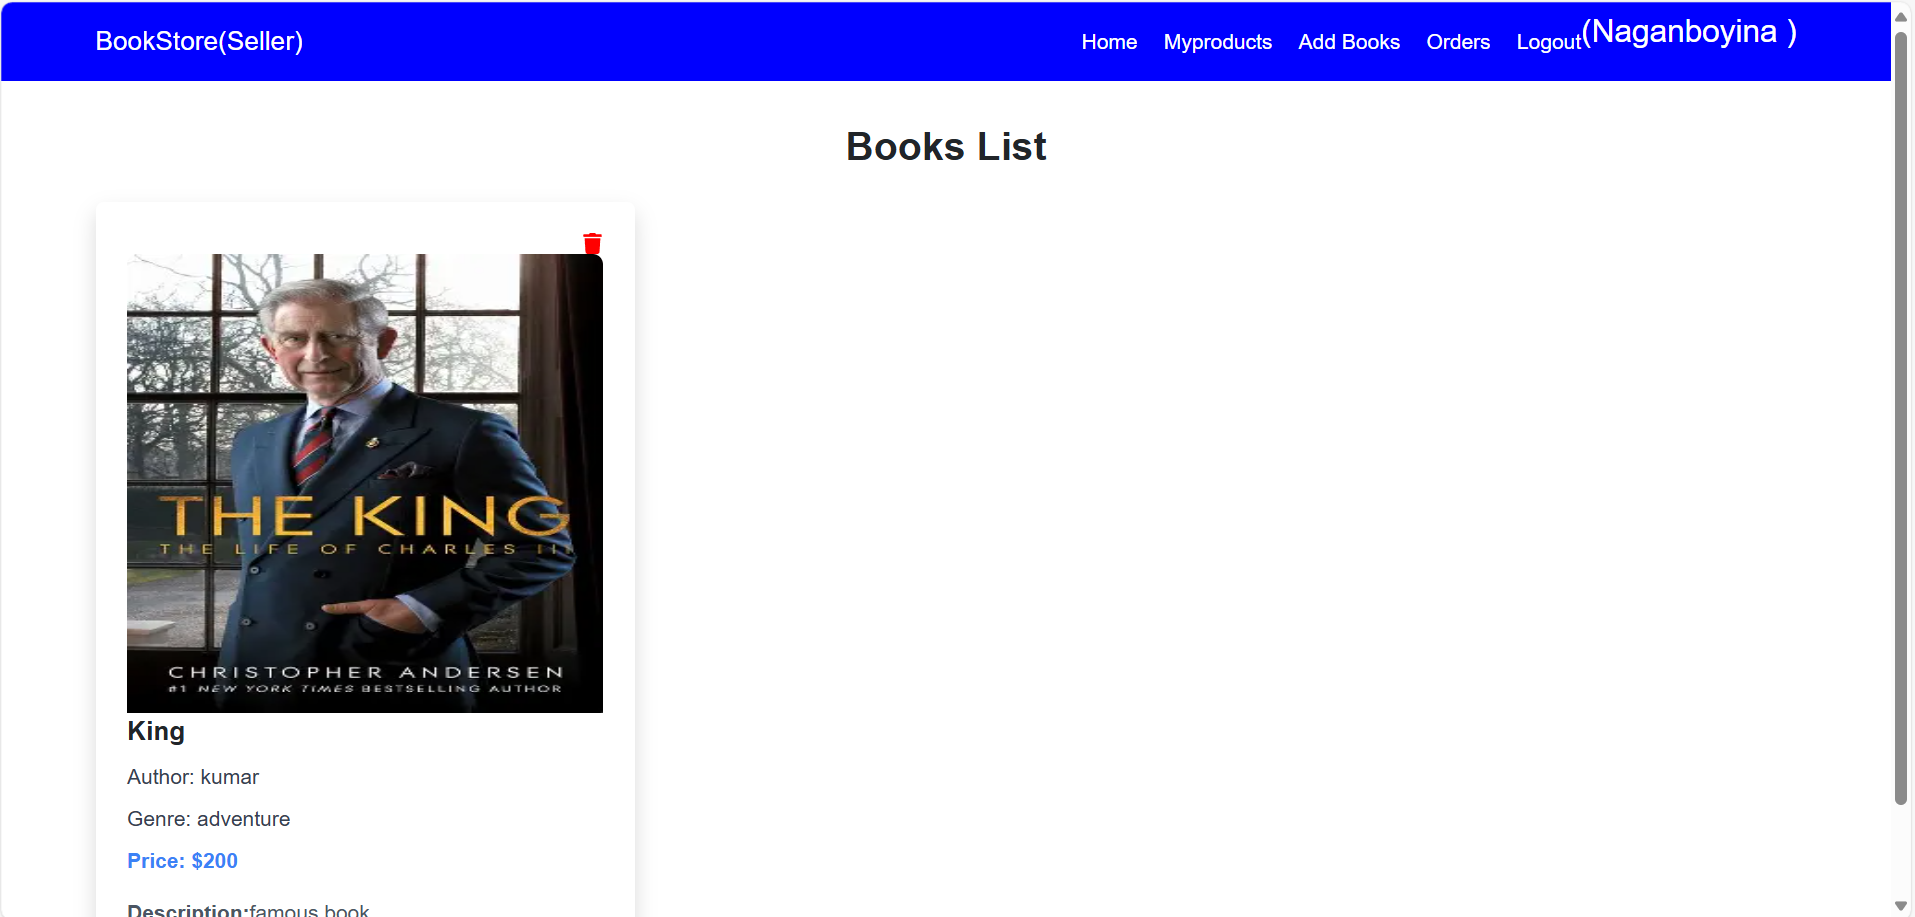 BookStore(Seller)
Home Myproducts Add Books Orders Logout(Naganboyina )
Books List
THE KING
THE LIFE OF CHARLES III
CHRISTOPHER ANDERSEN
#1 NEW YORK TIMES BESTSELLING AUTHOR
King
Author: kumar
Genre: adventure
Price: $200
Description:famous book